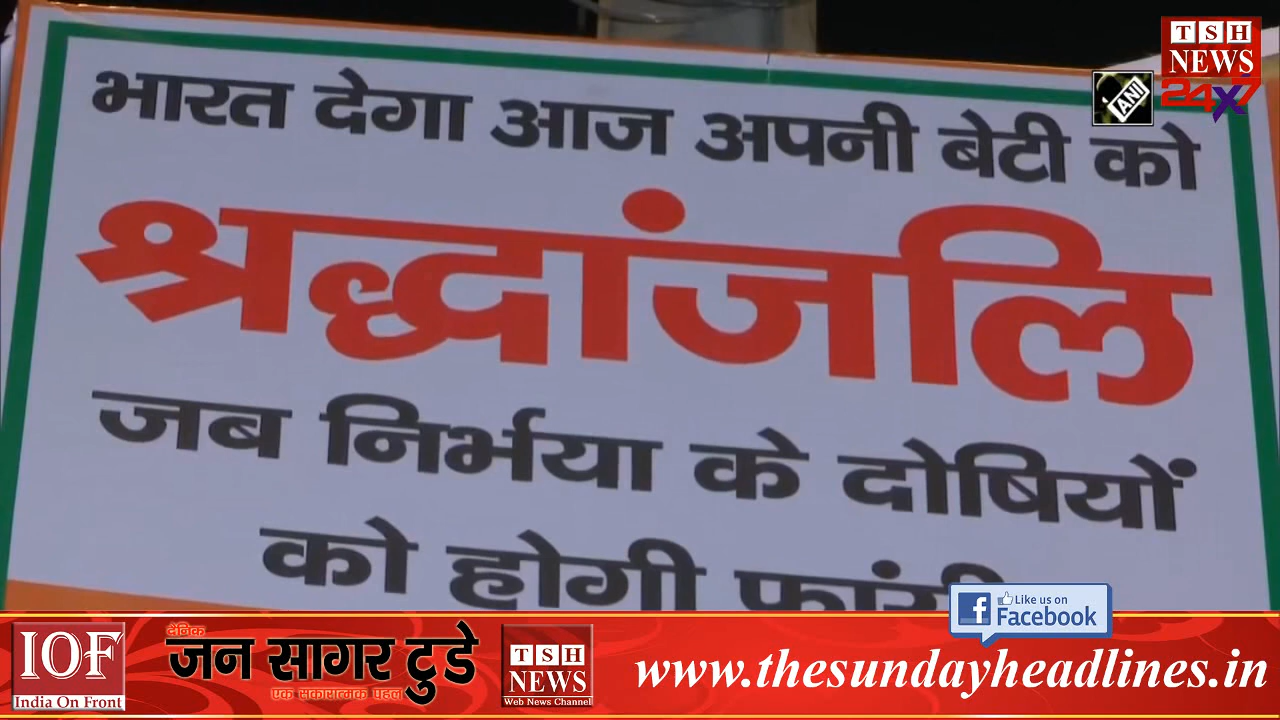 भारत देगा आज अपनी बेटी को
श्रद्धांजलि
जब निर्भया के दोषियों
को होगी
TSH
NEWS
24x7
ANI
Like us on
Facebook
IOF
India On Front
दैनिक
जन सागर टुडे
एक सकारात्मक पहल
TSH
NEWS
Web News Channel
www.thesundayheadlines.in